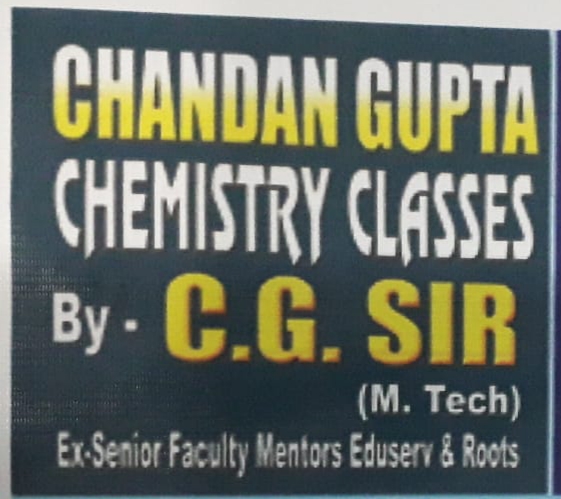 CHANDAN GUPTA
CHEMISTRY CLASSES
By - C.G. SIR
(M. Tech)
Ex-Senior Faculty Mentors Eduserv & Roots